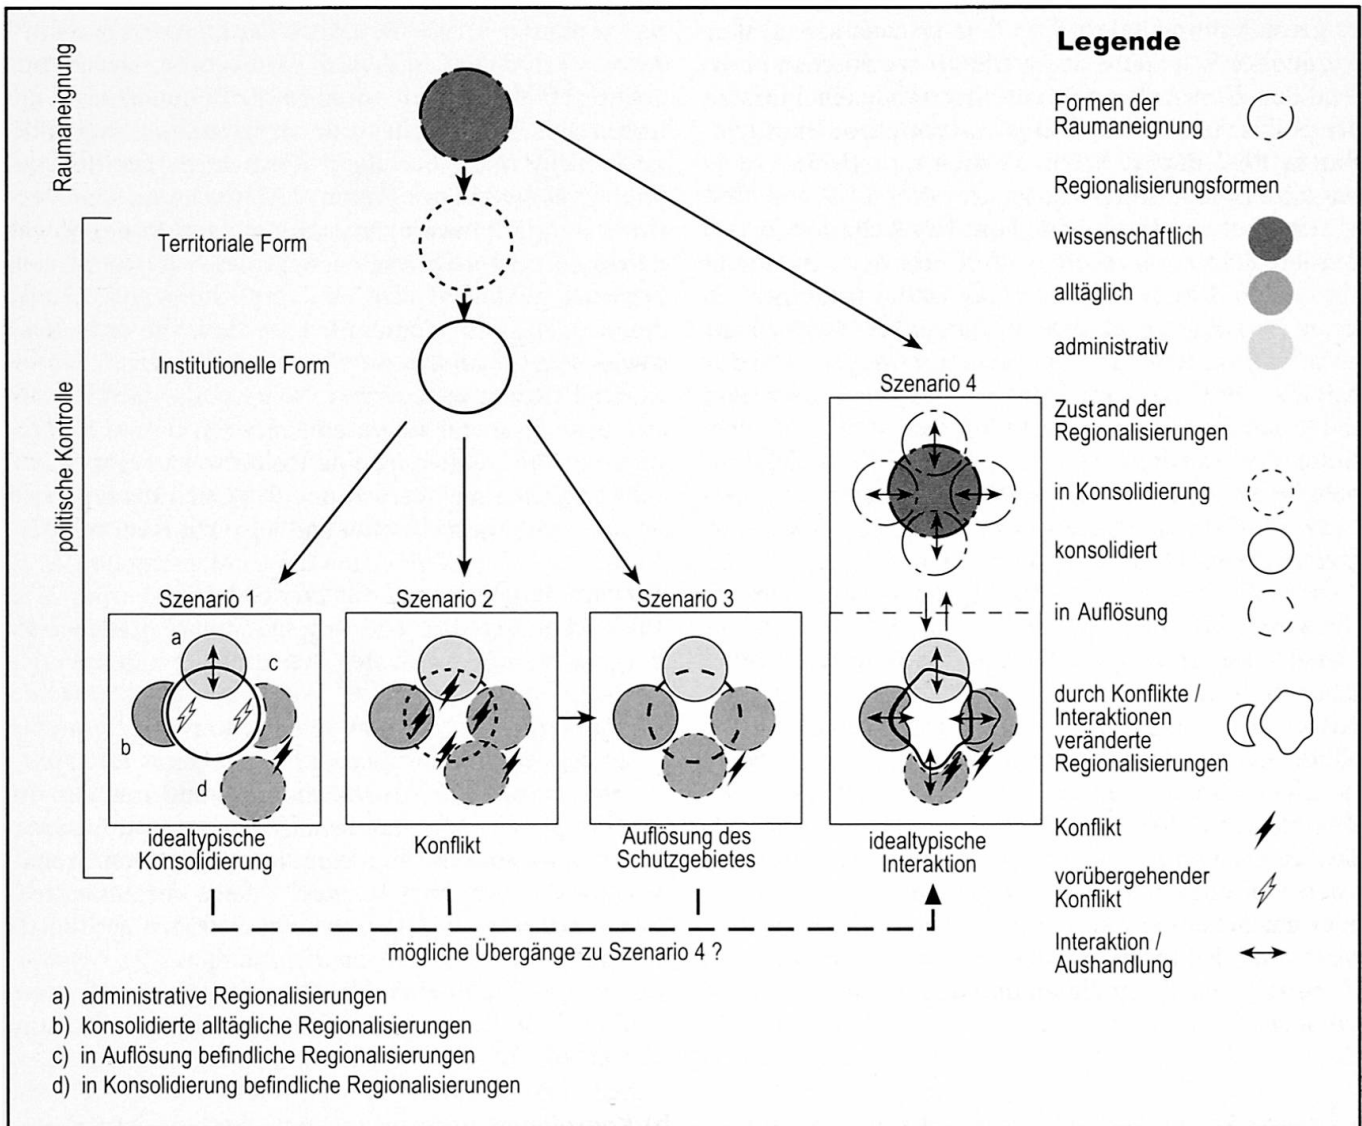 Raumaneignung
politische Kontrolle
Territoriale Form
Institutionelle Form
Szenario 1
a
c
b
d
idealtypische
Konsolidierung
Szenario 2
Konflikt
Szenario 3
Auflösung des
Schutzgebietes
Szenario 4
idealtypische
Interaktion
mögliche Übergänge zu Szenario 4 ?
a) administrative Regionalisierungen
b) konsolidierte alltägliche Regionalisierungen
c) in Auflösung befindliche Regionalisierungen
d) in Konsolidierung befindliche Regionalisierungen
Legende
Formen der
Raumaneignung
Regionalisierungsformen
wissenschaftlich
alltäglich
administrativ
Zustand der
Regionalisierungen
in Konsolidierung
konsolidiert
in Auflösung
durch Konflikte /
Interaktionen
veränderte
Regionalisierungen
Konflikt
vorübergehender
Konflikt
Interaktion /
Aushandlung